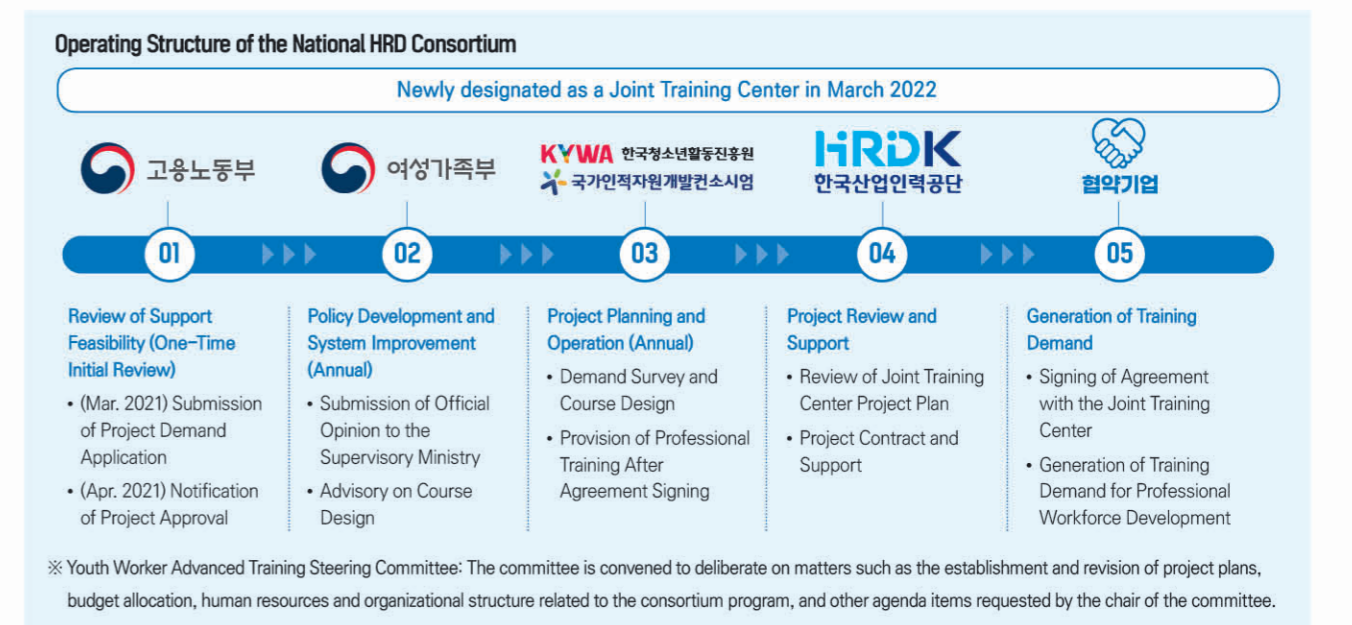 Operating Structure of the National HRD Consortium
Newly designated as a Joint Training Center in March 2022
고용노동부
여성가족부
KYWA 한국청소년활동진흥원
국가인적자원개발컨소시엄
HRDK
한국산업인력공단
협약기업
01
02
03
04
05
Review of Support
Feasibility (One-Time
Initial Review)
• (Mar. 2021) Submission
of Project Demand
Application
• (Apr. 2021) Notification
of Project Approval
Policy Development and
System Improvement
(Annual)
• Submission of Official
Opinion to the
Supervisory Ministry
• Advisory on Course
Design
Project Planning and
Operation (Annual)
• Demand Survey and
Course Design
• Provision of Professional
Training After
Agreement Signing
Project Review and
Support
• Review of Joint Training
Center Project Plan
• Project Contract and
Support
Generation of Training
Demand
• Signing of Agreement
with the Joint Training
Center
• Generation of Training
Demand for Professional
Workforce Development
※ Youth Worker Advanced Training Steering Committee: The committee is convened to deliberate on matters such as the establishment and revision of project plans,
budget allocation, human resources and organizational structure related to the consortium program, and other agenda items requested by the chair of the committee.